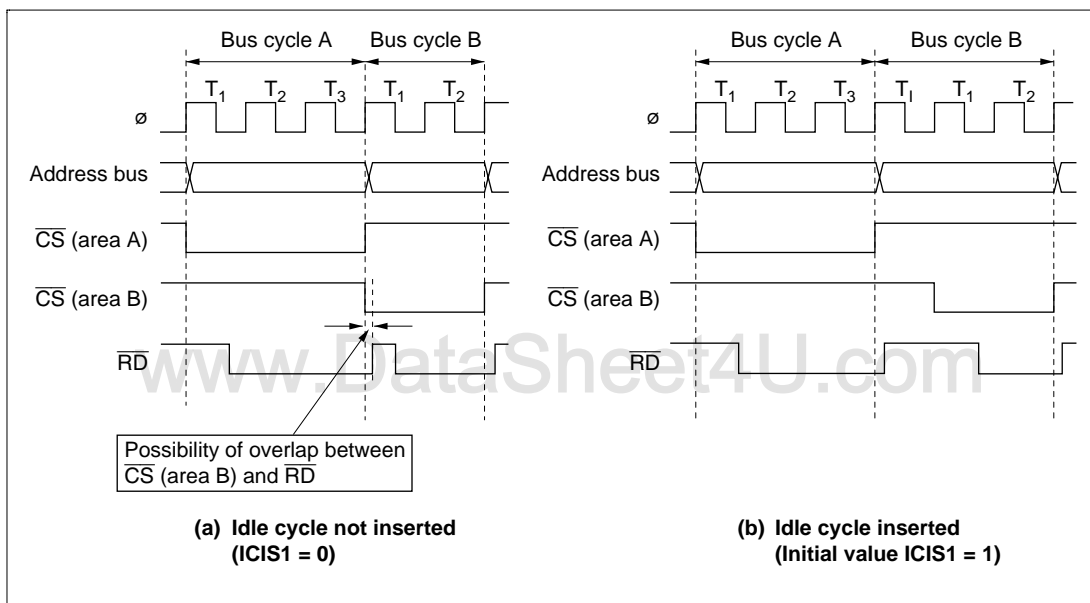 Bus cycle A Bus cycle B
T1 T2 T3 T1 T2
ø
Address bus
CS (area A)
CS (area B)
RD
Possibility of overlap between
CS (area B) and RD
(a) Idle cycle not inserted
(ICIS1 = 0)
Bus cycle A Bus cycle B
T1 T2 T3 TI T1 T2
ø
Address bus
CS (area A)
CS (area B)
RD
(b) Idle cycle inserted
(Initial value ICIS1 = 1)
www.DataSheet4U.com